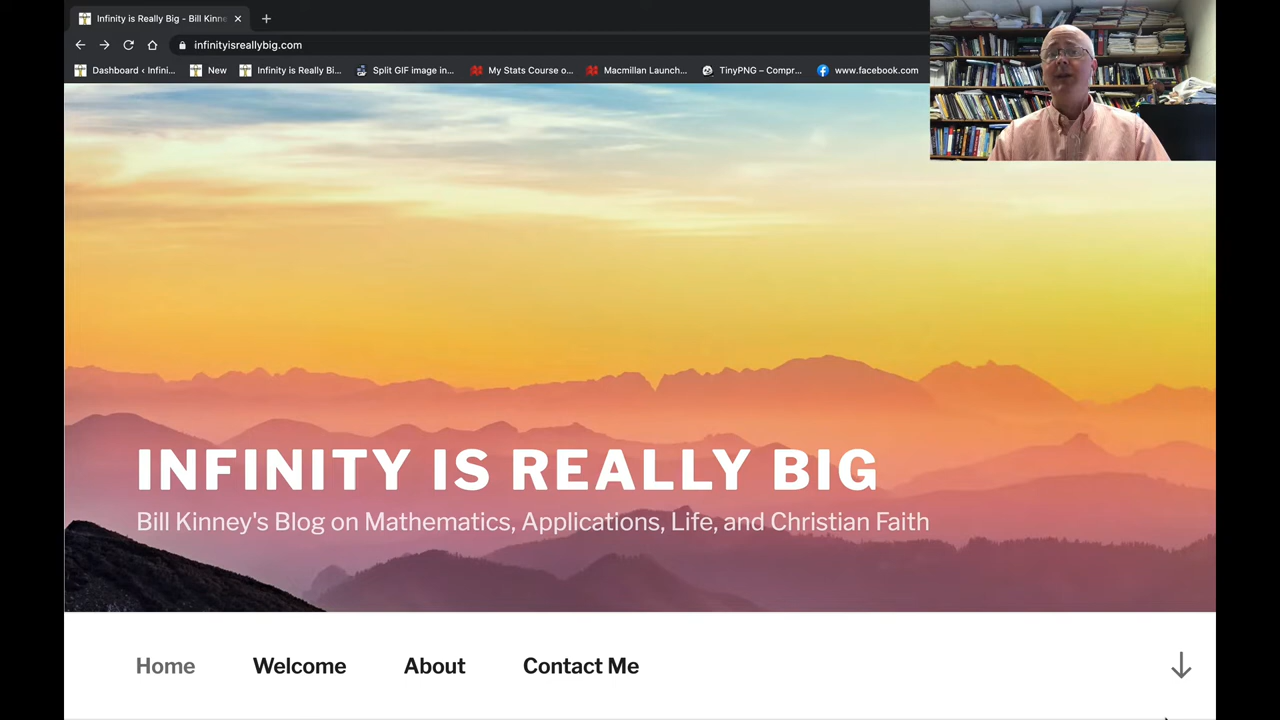 Infinity is Really Big - Bill Kinne
infinityisreallybig.com
Dashboard ‹ Infini...
New
Infinity is Really Bi...
Split GIF image in...
My Stats Course o...
Macmillan Launch...
TinyPNG – Compr...
www.facebook.com
INFINITY IS REALLY BIG
Bill Kinney's Blog on Mathematics, Applications, Life, and Christian Faith
Home
Welcome
About
Contact Me